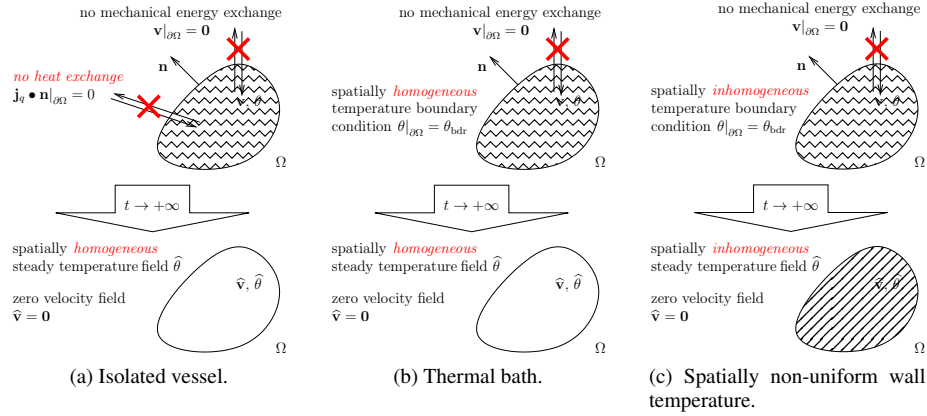 no mechanical energy exchange
v|∂Ω = 0
no heat exchange
j_q • n|∂Ω = 0
n
v, θ
Ω
t → +∞
spatially homogeneous
steady temperature field θ̂
zero velocity field
v̂ = 0
v̂, θ̂
Ω
(a) Isolated vessel.
no mechanical energy exchange
v|∂Ω = 0
n
spatially homogeneous
temperature boundary
condition θ|∂Ω = θ_bdr
v, θ
Ω
t → +∞
spatially homogeneous
steady temperature field θ̂
zero velocity field
v̂ = 0
v̂, θ̂
Ω
(b) Thermal bath.
no mechanical energy exchange
v|∂Ω = 0
n
spatially inhomogeneous
temperature boundary
condition θ|∂Ω = θ_bdr
v, θ
Ω
t → +∞
spatially inhomogeneous
steady temperature field θ̂
zero velocity field
v̂ = 0
v̂, θ̂
Ω
(c) Spatially non-uniform wall
temperature.